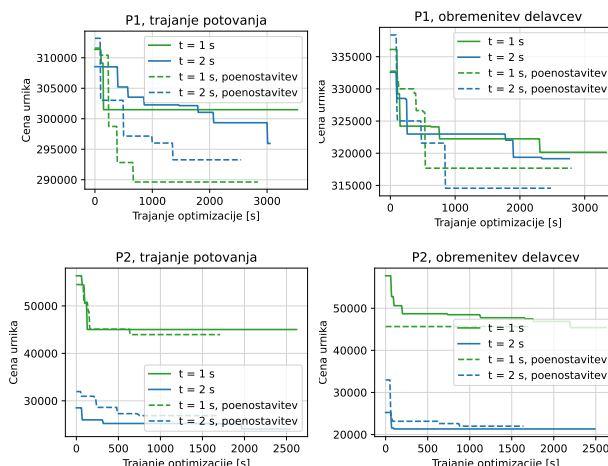 P1, trajanje potovanja
Cena urnika
310000
305000
300000
295000
290000
t = 1 s
t = 2 s
t = 1 s, poenostavitev
t = 2 s, poenostavitev
0
1000
2000
3000
Trajanje optimizacije [s]
P1, obremenitev delavcev
Cena urnika
335000
330000
325000
320000
315000
t = 1 s
t = 2 s
t = 1 s, poenostavitev
t = 2 s, poenostavitev
0
1000
2000
3000
Trajanje optimizacije [s]
P2, trajanje potovanja
Cena urnika
50000
40000
30000
t = 1 s
t = 2 s
t = 1 s, poenostavitev
t = 2 s, poenostavitev
0
500
1000
1500
2000
2500
Trajanje optimizacije [s]
P2, obremenitev delavcev
Cena urnika
50000
40000
30000
20000
t = 1 s
t = 2 s
t = 1 s, poenostavitev
t = 2 s, poenostavitev
0
500
1000
1500
2000
2500
Trajanje optimizacije [s]